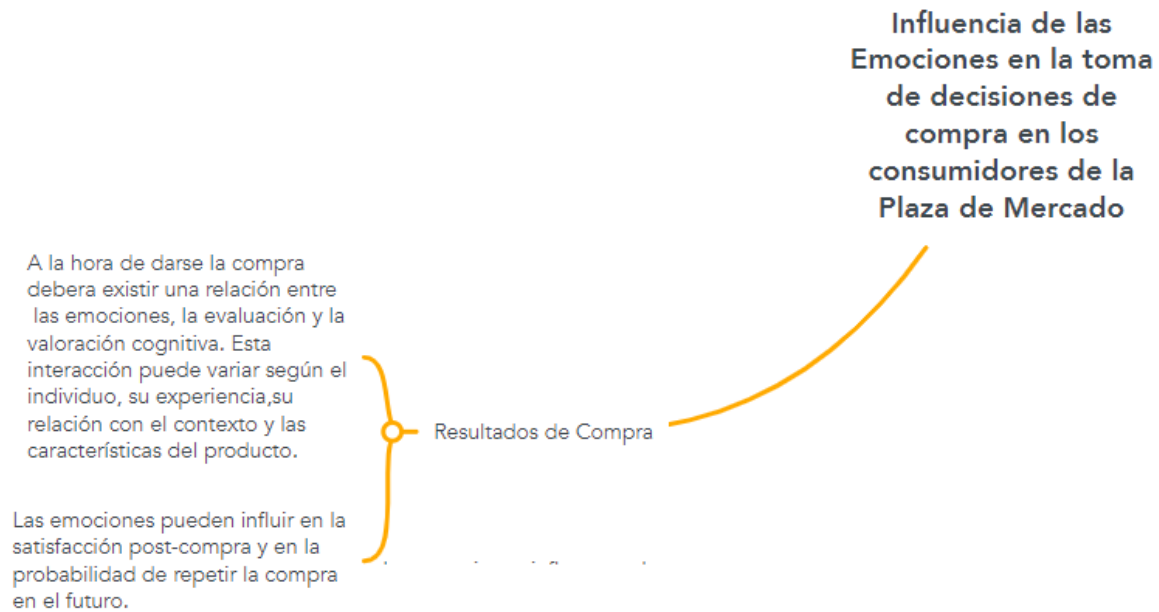 Influencia de las
Emociones en la toma
de decisiones de
compra en los
consumidores de la
Plaza de Mercado
A la hora de darse la compra
debera existir una relación entre
las emociones, la evaluación y la
valoración cognitiva. Esta
interacción puede variar según el
individuo, su experiencia,su
relación con el contexto y las
características del producto.
Resultados de Compra
Las emociones pueden influir en la
satisfacción post-compra y en la
probabilidad de repetir la compra
en el futuro.